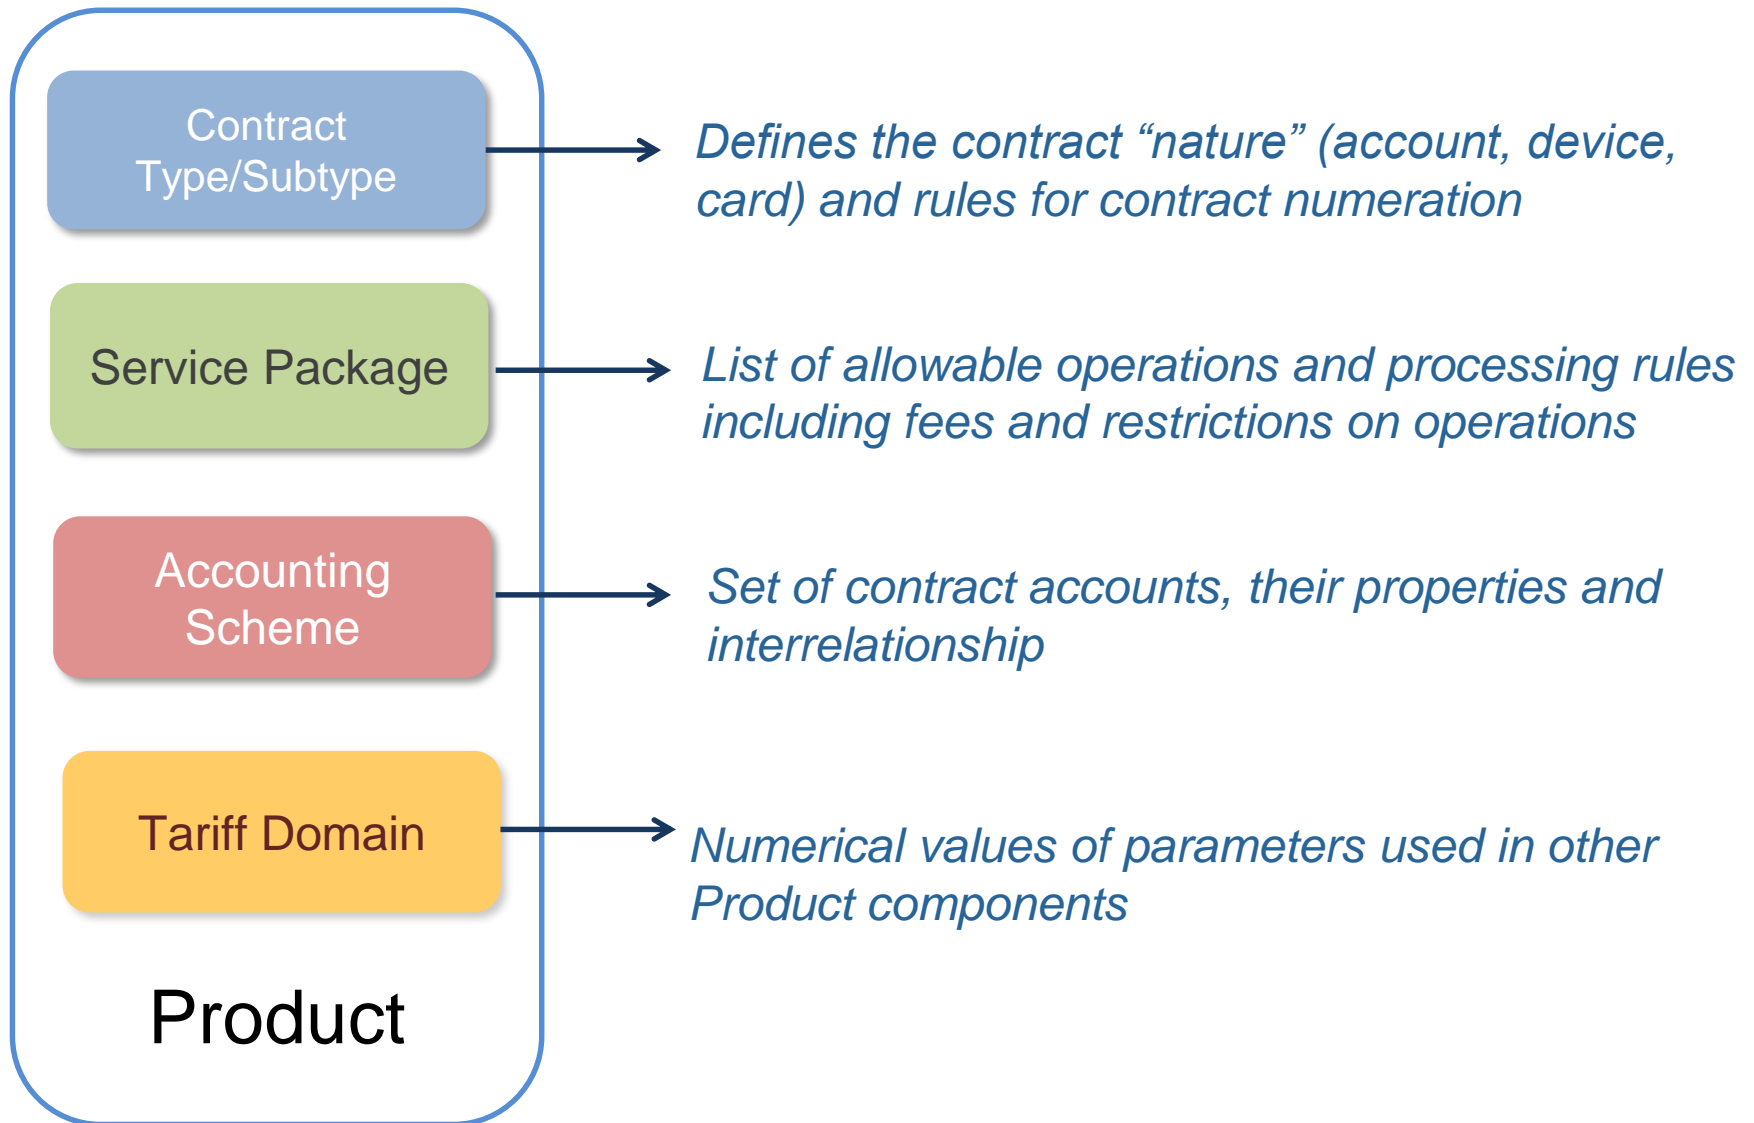 Contract
Type/Subtype
Defines the contract “nature” (account, device,
card) and rules for contract numeration
Service Package
List of allowable operations and processing rules
including fees and restrictions on operations
Accounting
Scheme
Set of contract accounts, their properties and
interrelationship
Tariff Domain
Numerical values of parameters used in other
Product components
Product